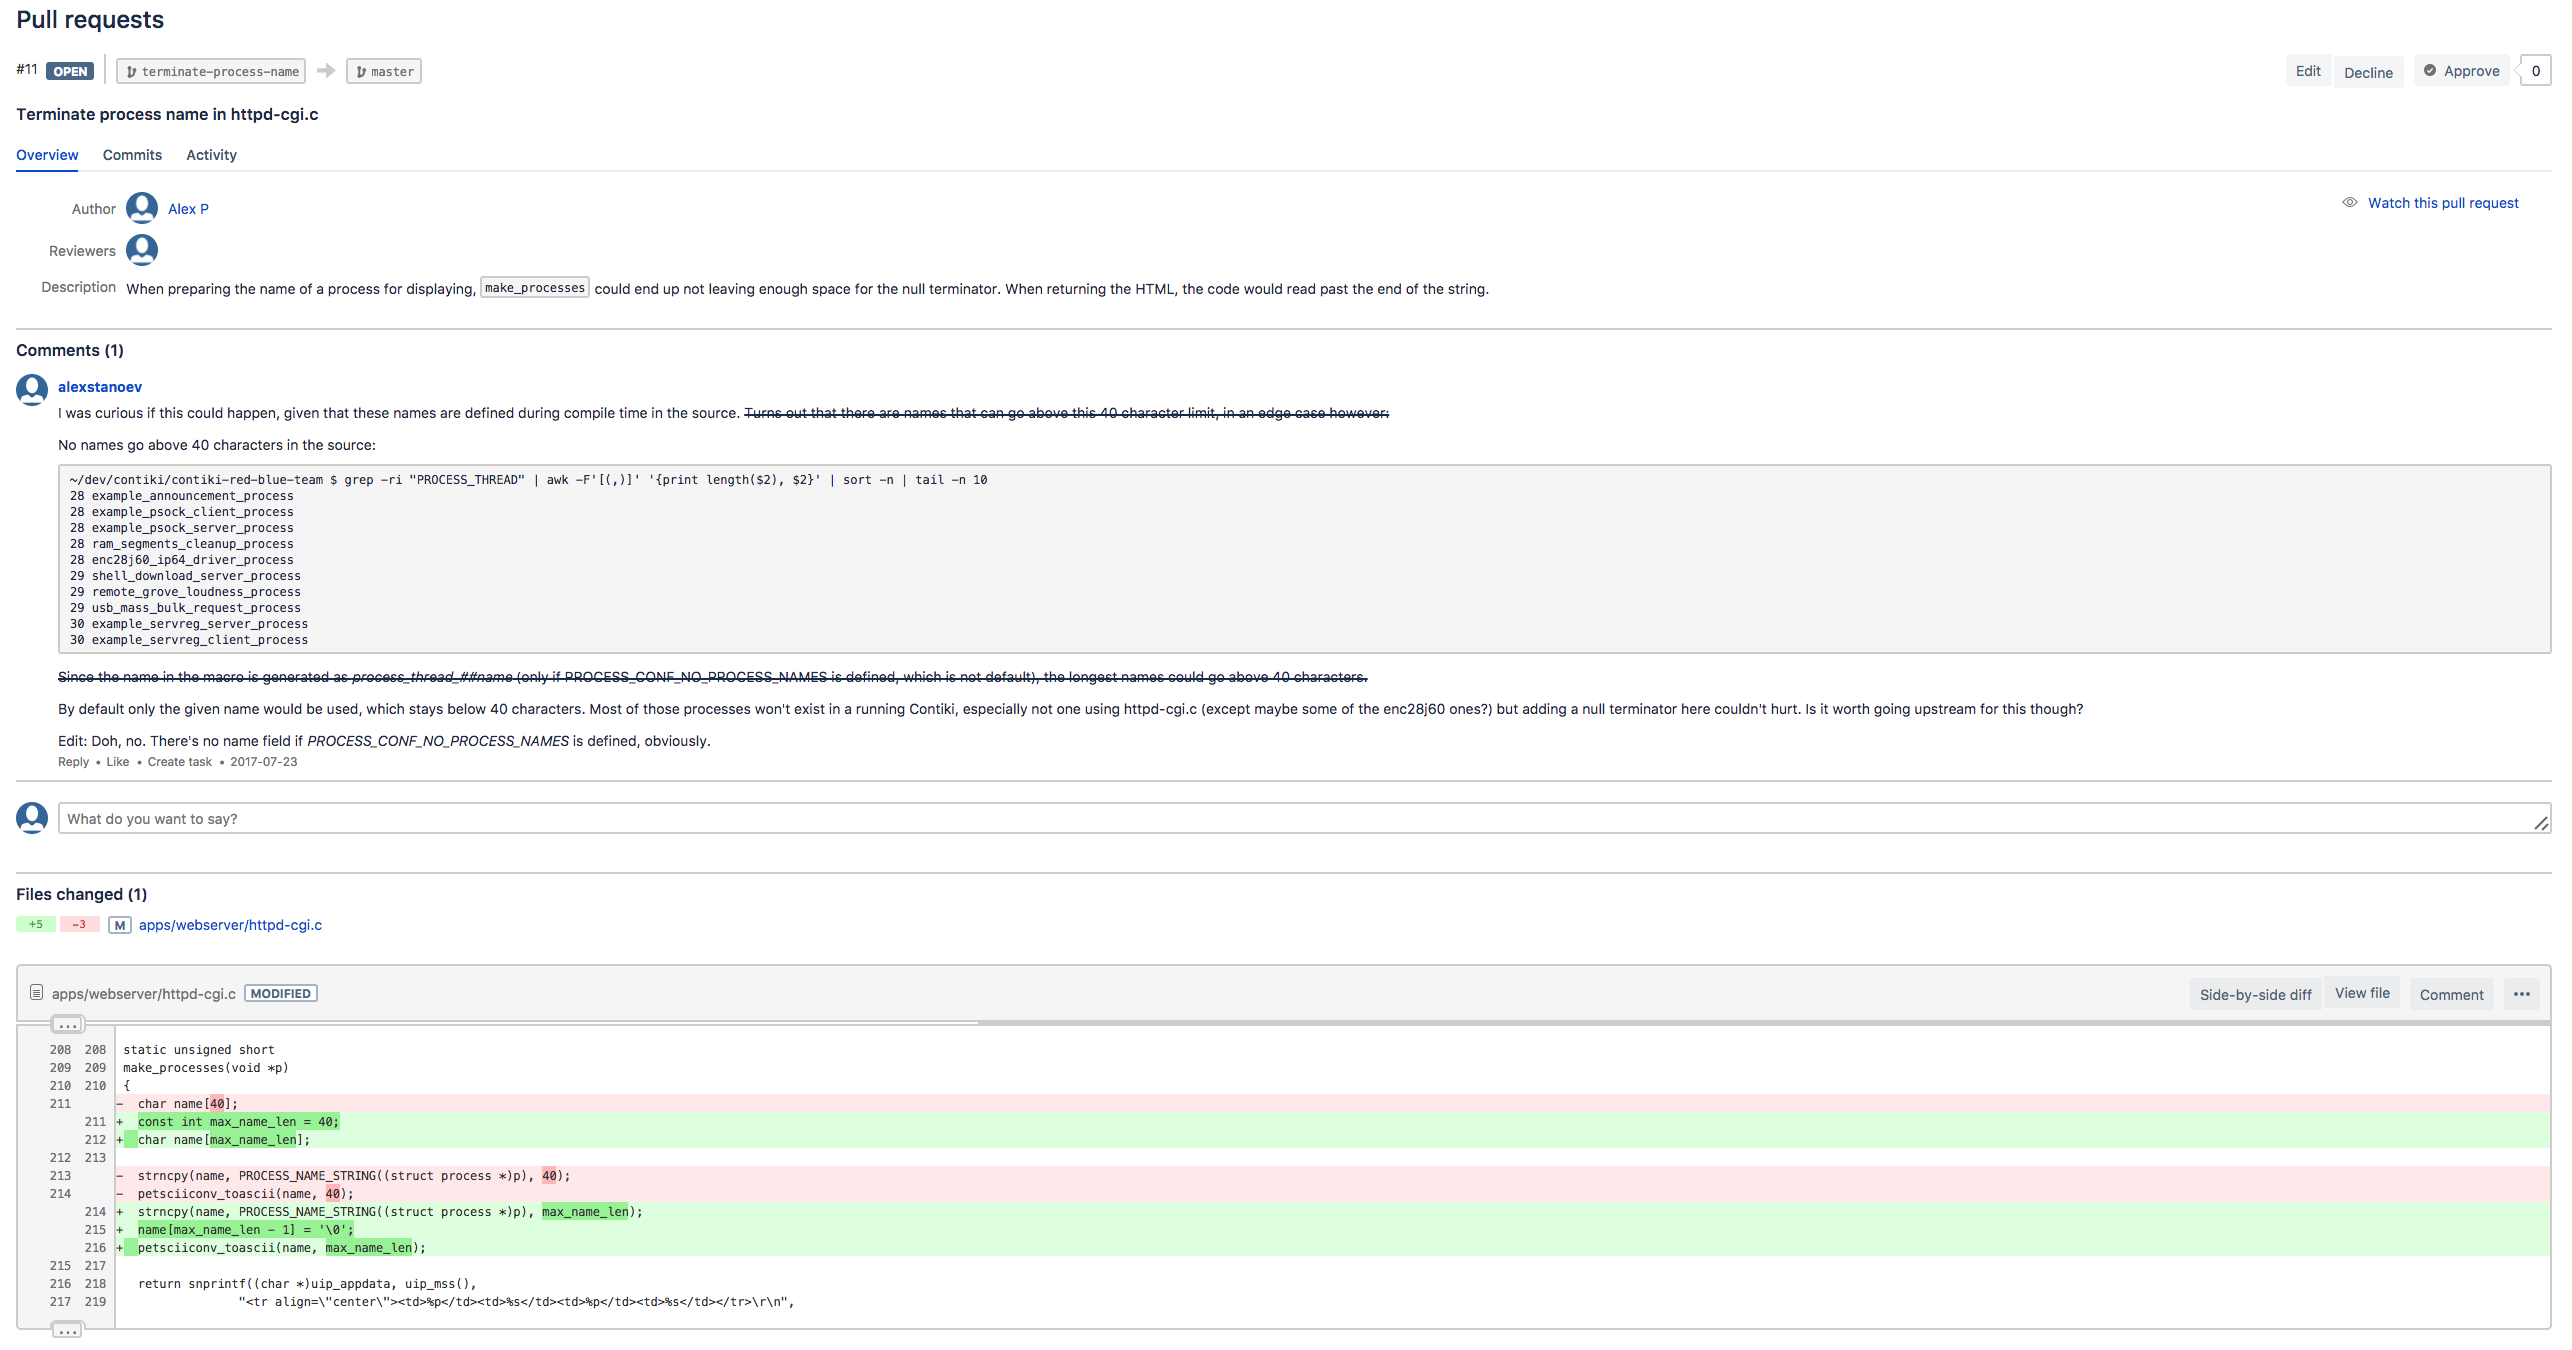 Pull requests
#11 OPEN terminate-process-name master Edit Decline Approve 0
Terminate process name in httpd-cgi.c
Overview Commits Activity
Author Alex P Watch this pull request
Reviewers
Description When preparing the name of a process for displaying, make_processes could end up not leaving enough space for the null terminator. When returning the HTML, the code would read past the end of the string.
Comments (1)
alexstanoev
I was curious if this could happen, given that these names are defined during compile time in the source. Turns out that there are names that can go above this 40 character limit, in an edge case however:
No names go above 40 characters in the source:
~/dev/contiki/contiki-red-blue-team $ grep -ri "PROCESS_THREAD" | awk -F'[(,)]' '{print length($2), $2}' | sort -n | tail -n 10
28 example_announcement_process
28 example_psock_client_process
28 example_psock_server_process
28 ram_segments_cleanup_process
28 enc28j60_ip64_driver_process
29 shell_download_server_process
29 remote_grove_loudness_process
29 usb_mass_bulk_request_process
30 example_servreg_server_process
30 example_servreg_client_process
Since the name in the macro is generated as process_thread_##name (only if PROCESS_CONF_NO_PROCESS_NAMES is defined, which is not default), the longest names could go above 40 characters.
By default only the given name would be used, which stays below 40 characters. Most of those processes won't exist in a running Contiki, especially not one using httpd-cgi.c (except maybe some of the enc28j60 ones?) but adding a null terminator here couldn't hurt. Is it worth going upstream for this though?
Edit: Doh, no. There's no name field if PROCESS_CONF_NO_PROCESS_NAMES is defined, obviously.
Reply • Like • Create task • 2017-07-23
What do you want to say?
Files changed (1)
+5 -3 M apps/webserver/httpd-cgi.c
apps/webserver/httpd-cgi.c MODIFIED Side-by-side diff View file Comment •••
...
208 208 static unsigned short
209 209 make_processes(void *p)
210 210 {
211 - char name[40];
211 + const int max_name_len = 40;
212 + char name[max_name_len];
212 213
213 - strncpy(name, PROCESS_NAME_STRING((struct process *)p), 40);
214 - petsciiconv_toascii(name, 40);
214 + strncpy(name, PROCESS_NAME_STRING((struct process *)p), max_name_len);
215 + name[max_name_len - 1] = '\0';
216 + petsciiconv_toascii(name, max_name_len);
215 217
216 218 return snprintf((char *)uip_appdata, uip_mss(),
217 219 "<tr align=\"center\"><td>%p</td><td>%s</td><td>%p</td><td>%s</td></tr>\r\n",
...